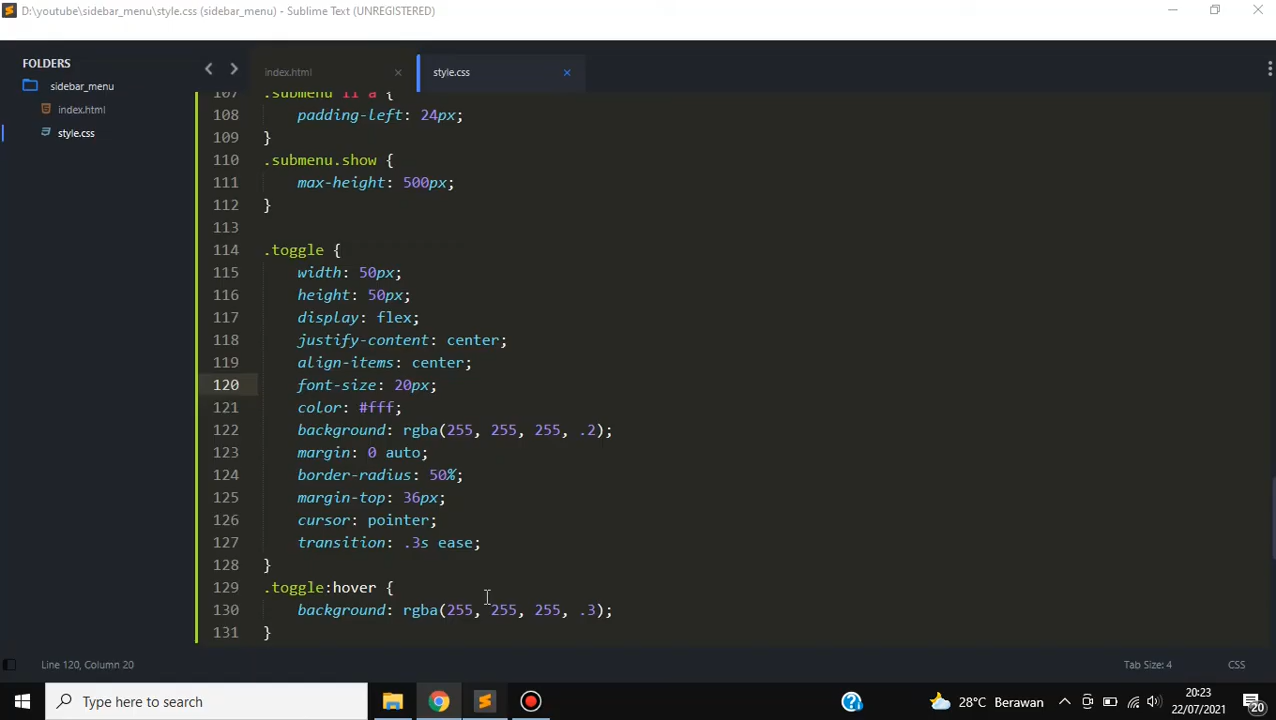 D:\youtube\sidebar_menu\style.css (sidebar_menu) - Sublime Text (UNREGISTERED)
FOLDERS
sidebar_menu
index.html
style.css
index.html
style.css
107 .submenu li a {
108 padding-left: 24px;
109 }
110 .submenu.show {
111 max-height: 500px;
112 }
113
114 .toggle {
115 width: 50px;
116 height: 50px;
117 display: flex;
118 justify-content: center;
119 align-items: center;
120 font-size: 20px;
121 color: #fff;
122 background: rgba(255, 255, 255, .2);
123 margin: 0 auto;
124 border-radius: 50%;
125 margin-top: 36px;
126 cursor: pointer;
127 transition: .3s ease;
128 }
129 .toggle:hover {
130 background: rgba(255, 255, 255, .3);
131 }
Line 120, Column 20
Tab Size: 4
CSS
Type here to search
28°C Berawan
20:23
22/07/2021
20